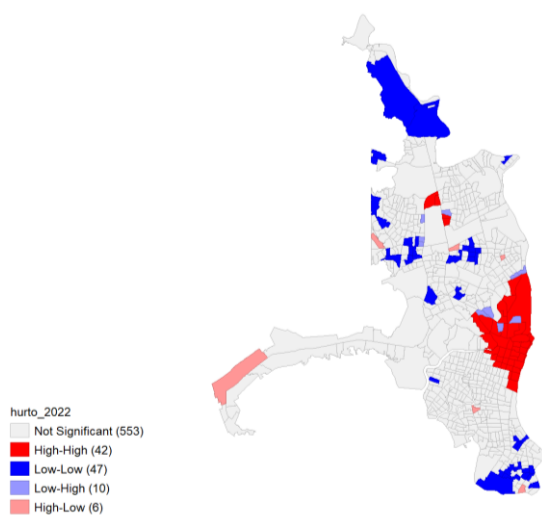 hurto_2022
Not Significant (553)
High-High (42)
Low-Low (47)
Low-High (10)
High-Low (6)